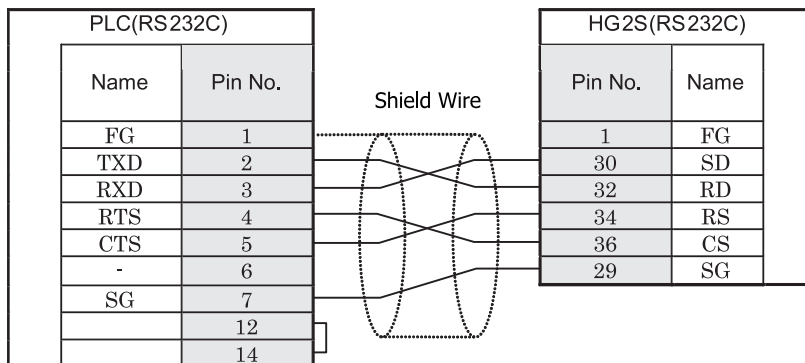 PLC(RS232C)
Name Pin No.
FG 1
TXD 2
RXD 3
RTS 4
CTS 5
- 6
SG 7
12
14
Shield Wire
HG2S(RS232C)
Pin No. Name
1 FG
30 SD
32 RD
34 RS
36 CS
29 SG